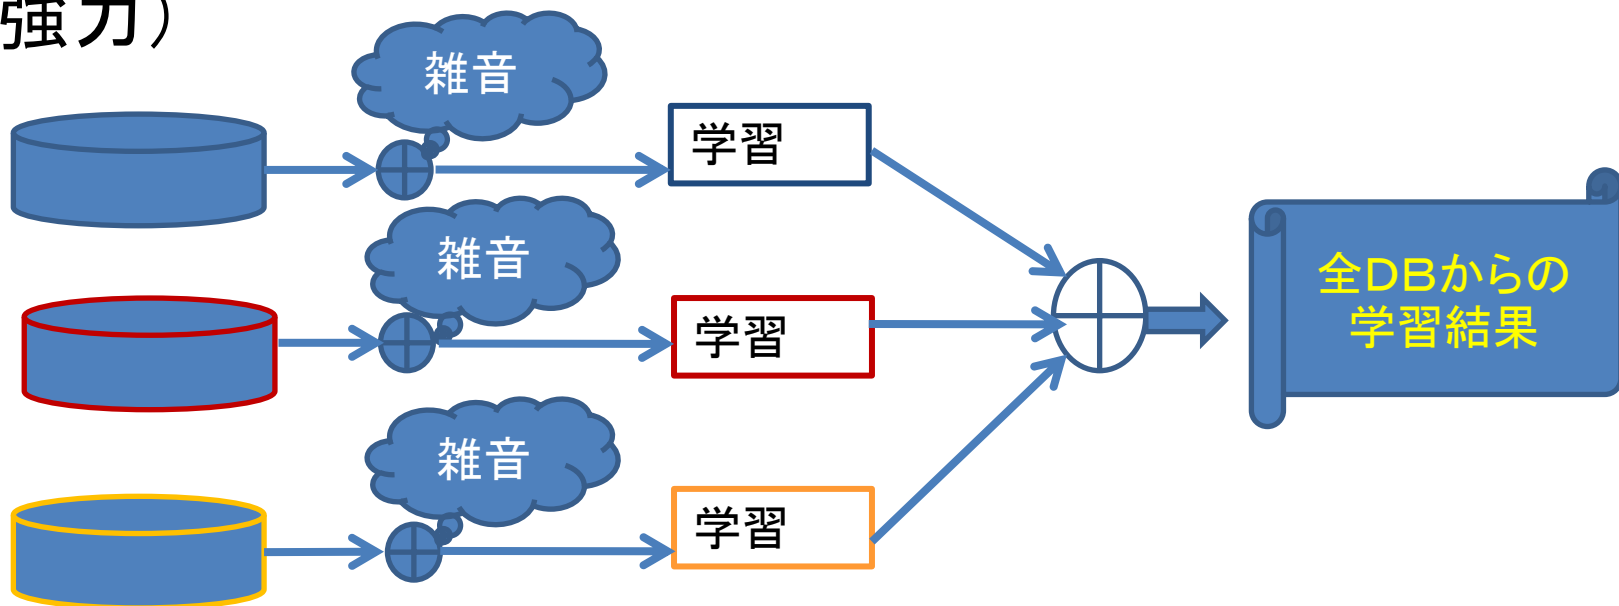 強力）
雑音
学習
雑音
学習
全DBからの
学習結果
雑音
学習